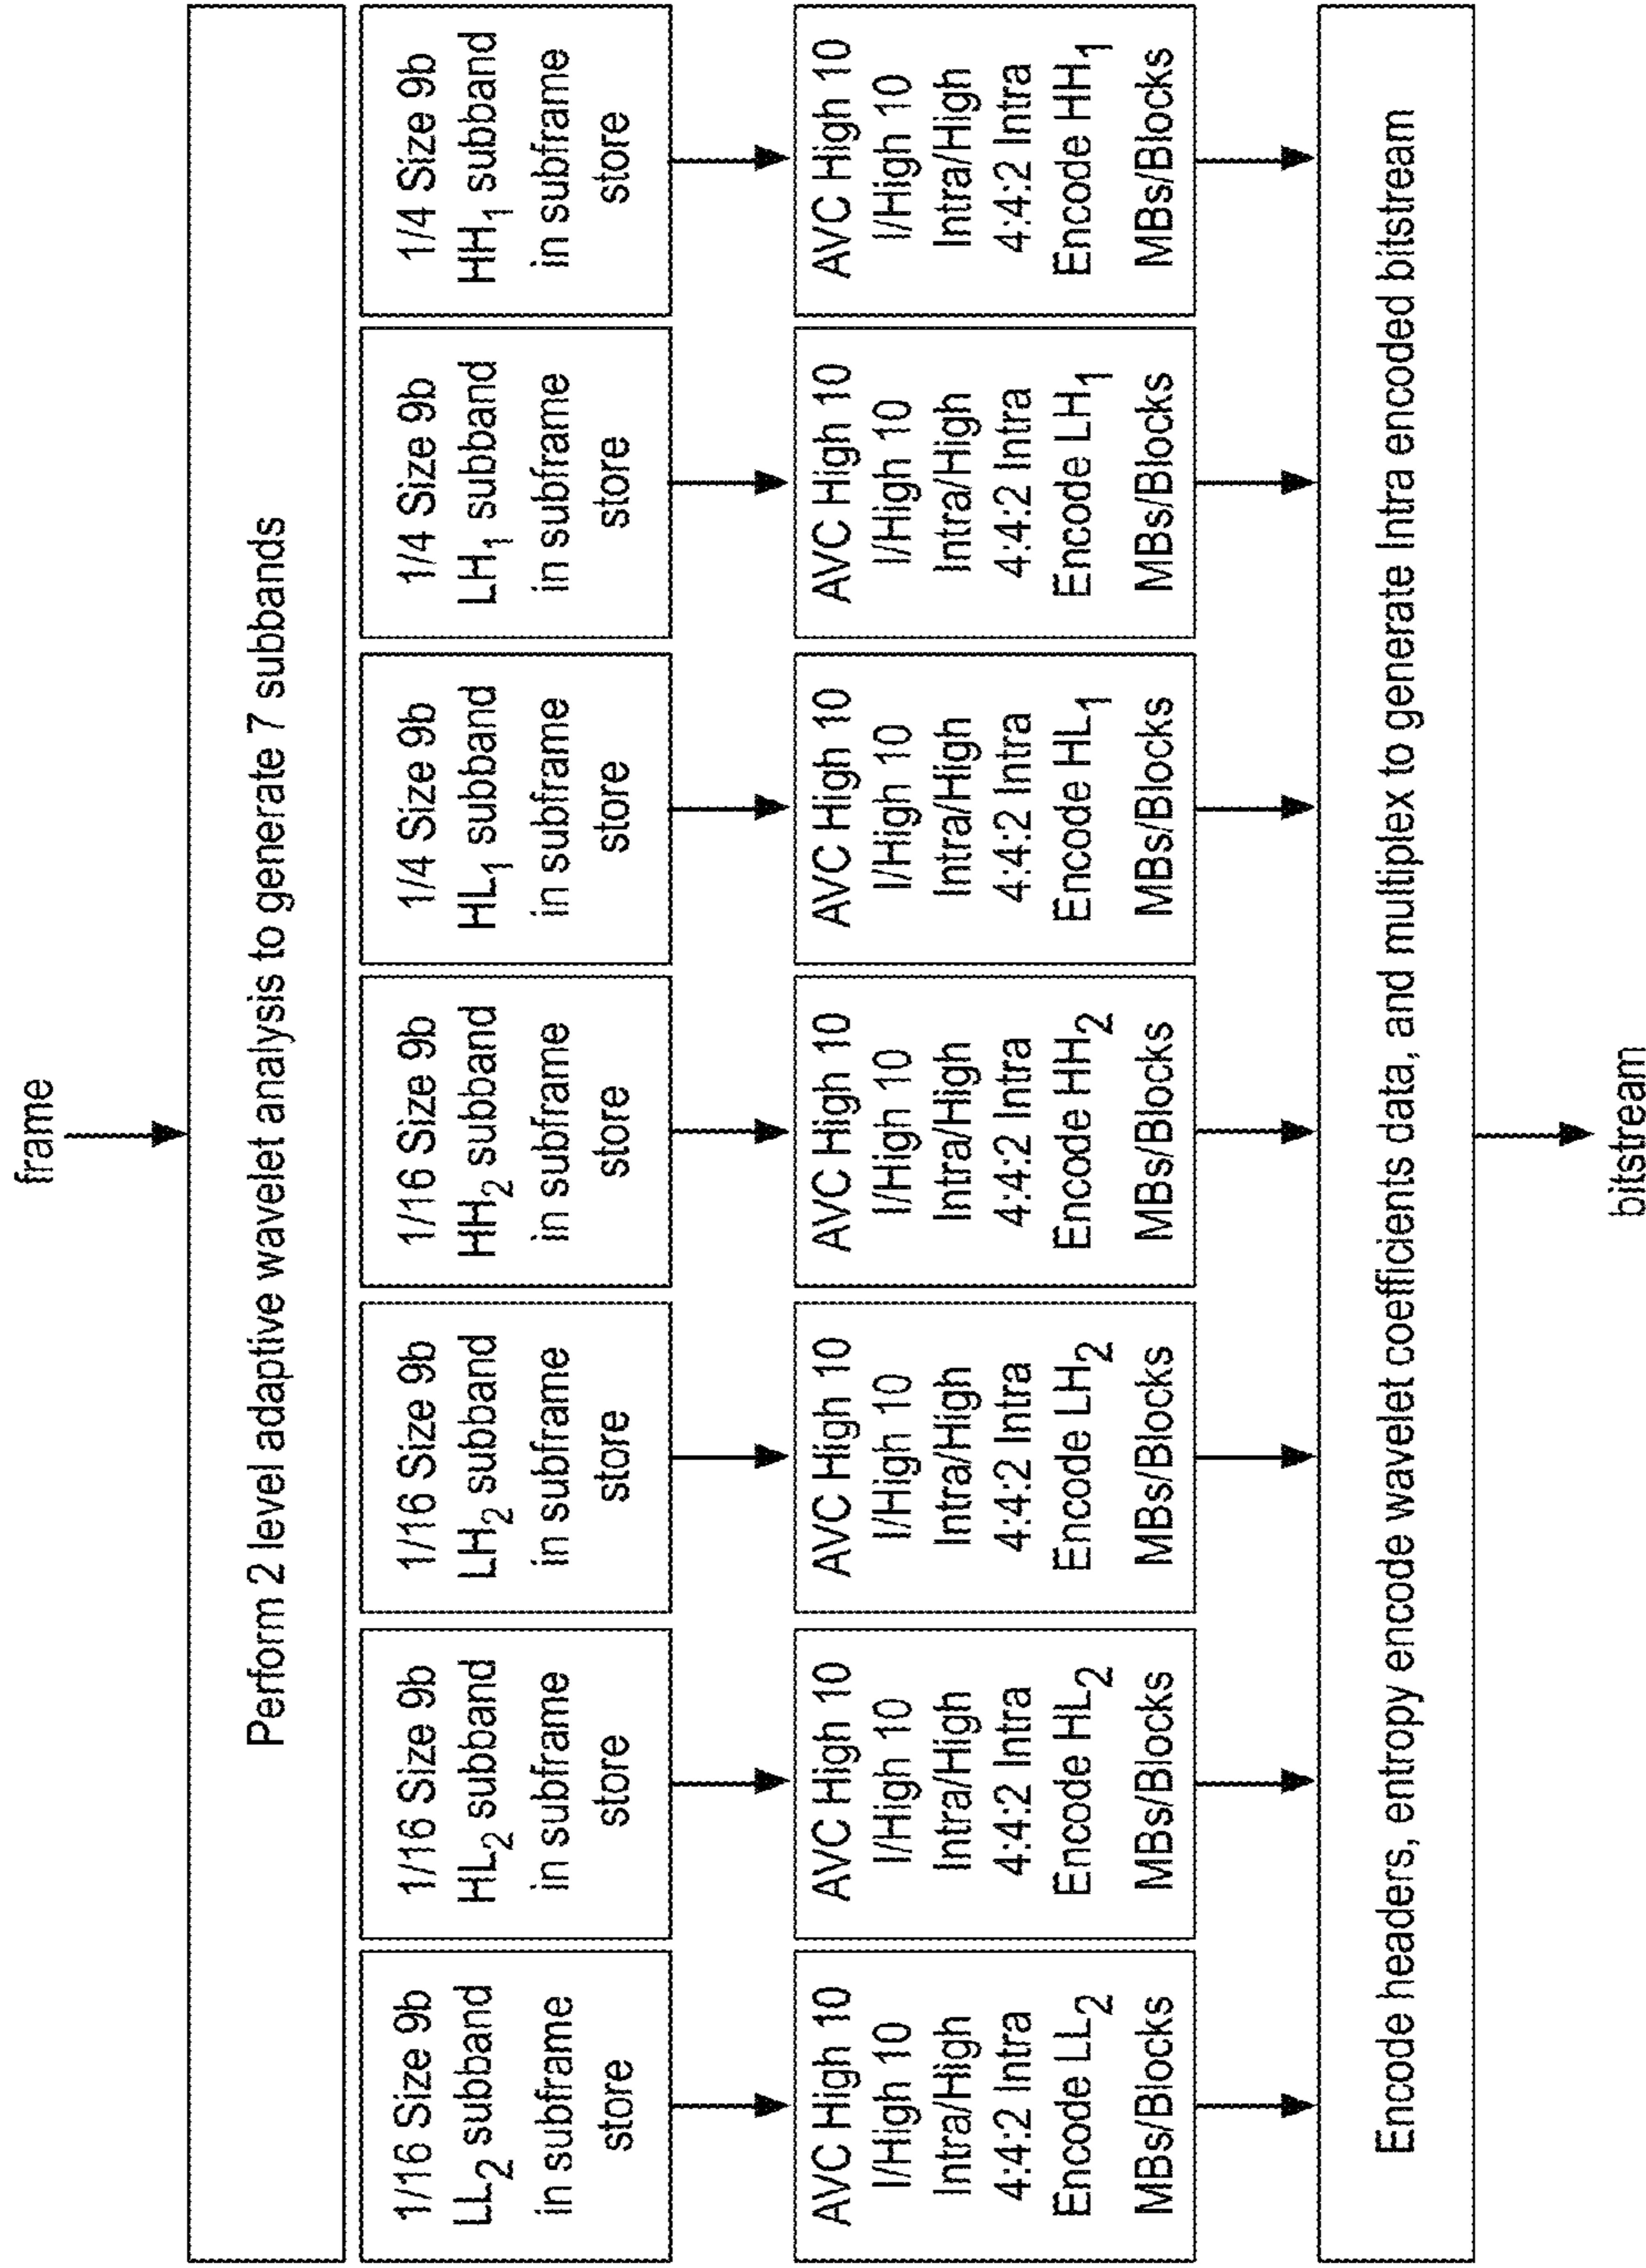 frame
Perform 2 level adaptive wavelet analysis to generate 7 subbands
1/16 Size 9b
LL2 subband
in subframe
store
1/16 Size 9b
HL2 subband
in subframe
store
1/16 Size 9b
LH2 subband
in subframe
store
1/16 Size 9b
HH2 subband
in subframe
store
1/4 Size 9b
HL1 subband
in subframe
store
1/4 Size 9b
LH1 subband
in subframe
store
1/4 Size 9b
HH1 subband
in subframe
store
AVC High 10
I/High 10
Intra/High
4:4:2 Intra
Encode LL2
MBs/Blocks
AVC High 10
I/High 10
Intra/High
4:4:2 Intra
Encode HL2
MBs/Blocks
AVC High 10
I/High 10
Intra/High
4:4:2 Intra
Encode LH2
MBs/Blocks
AVC High 10
I/High 10
Intra/High
4:4:2 Intra
Encode HH2
MBs/Blocks
AVC High 10
I/High 10
Intra/High
4:4:2 Intra
Encode HL1
MBs/Blocks
AVC High 10
I/High 10
Intra/High
4:4:2 Intra
Encode LH1
MBs/Blocks
AVC High 10
I/High 10
Intra/High
4:4:2 Intra
Encode HH1
MBs/Blocks
Encode headers, entropy encode wavelet coefficients data, and multiplex to generate Intra encoded bitstream
bitstream